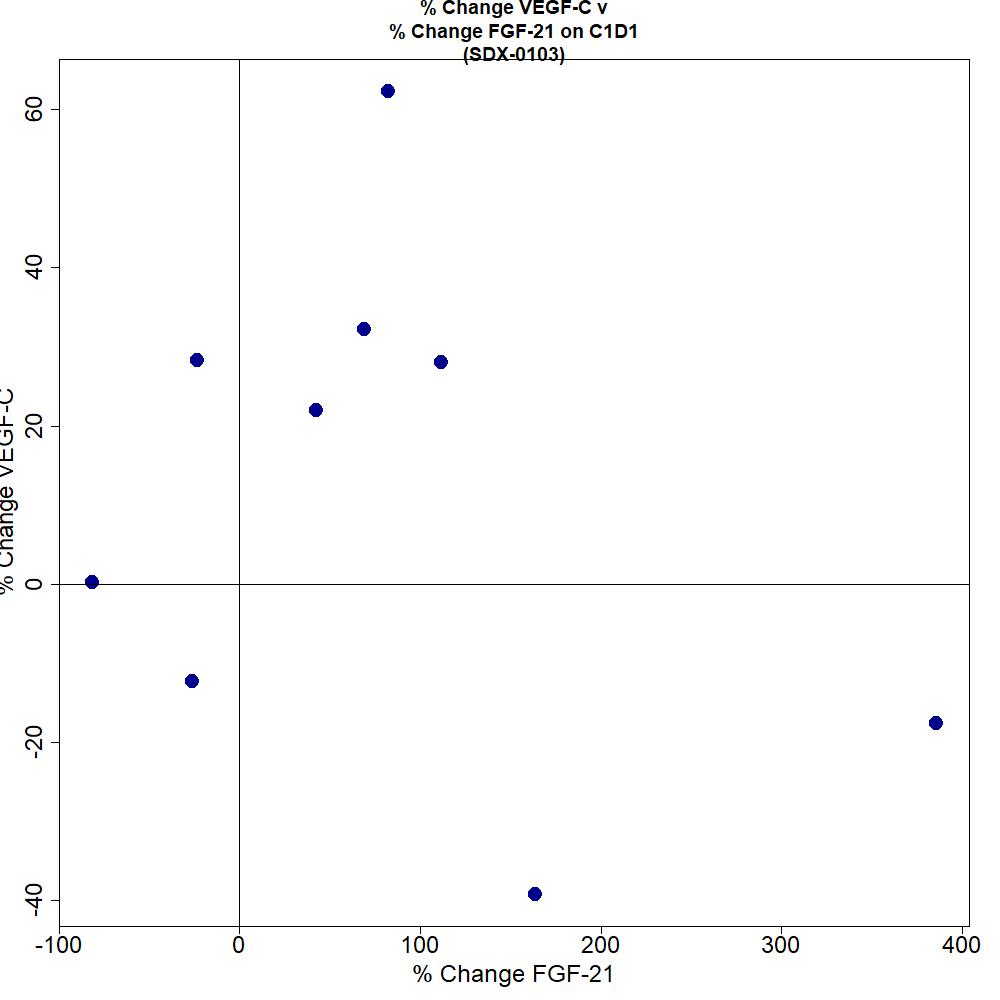 % Change VEGF-C v
% Change FGF-21 on C1D1
(SDX-0103)
% Change VEGF-C
60
40
20
0
-20
-40
-100 0 100 200 300 400
% Change FGF-21